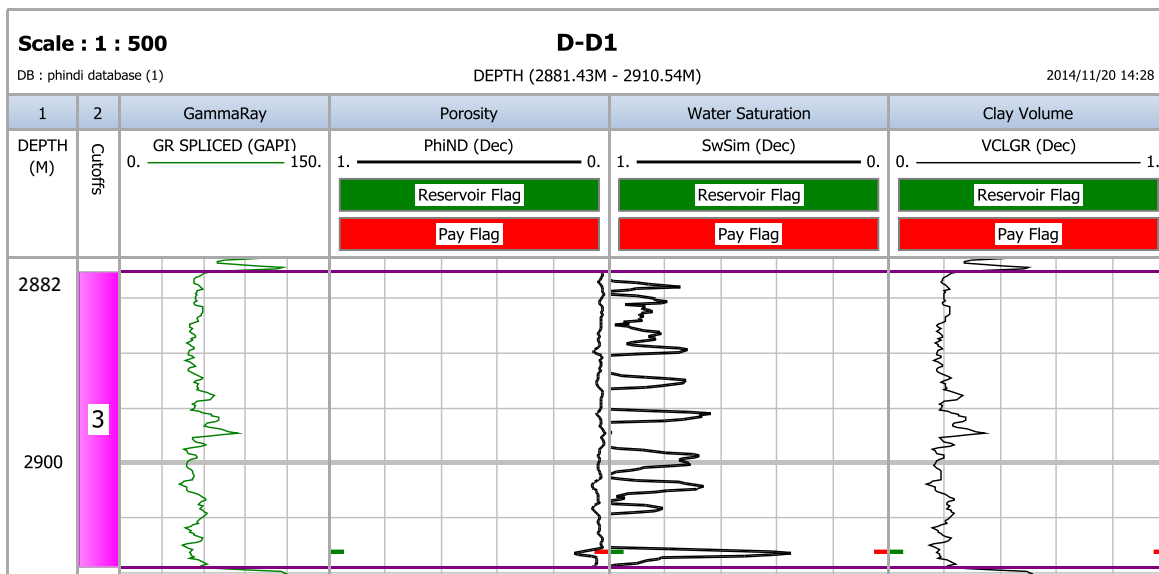 Scale : 1 : 500
D-D1
DB : phindi database (1)
DEPTH (2881.43M - 2910.54M)
2014/11/20 14:28
1 2 GammaRay Porosity Water Saturation Clay Volume
DEPTH
(M)
Cutoffs
GR SPLICED (GAPI)
0. 150.
PhiND (Dec)
1. 0.
Reservoir Flag
Pay Flag
SwSim (Dec)
1. 0.
Reservoir Flag
Pay Flag
VCLGR (Dec)
0. 1.
Reservoir Flag
Pay Flag
2882
3
2900